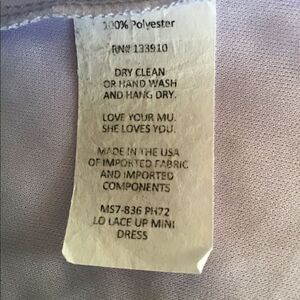 100% Polyester
RN# 133910
DRY CLEAN
OR HAND WASH
AND HANG DRY.
LOVE YOUR MU.
SHE LOVES YOU.
MADE IN THE USA
OF IMPORTED FABRIC
AND IMPORTED
COMPONENTS
MS7-836 PH72
LO LACE UP MINI
DRESS